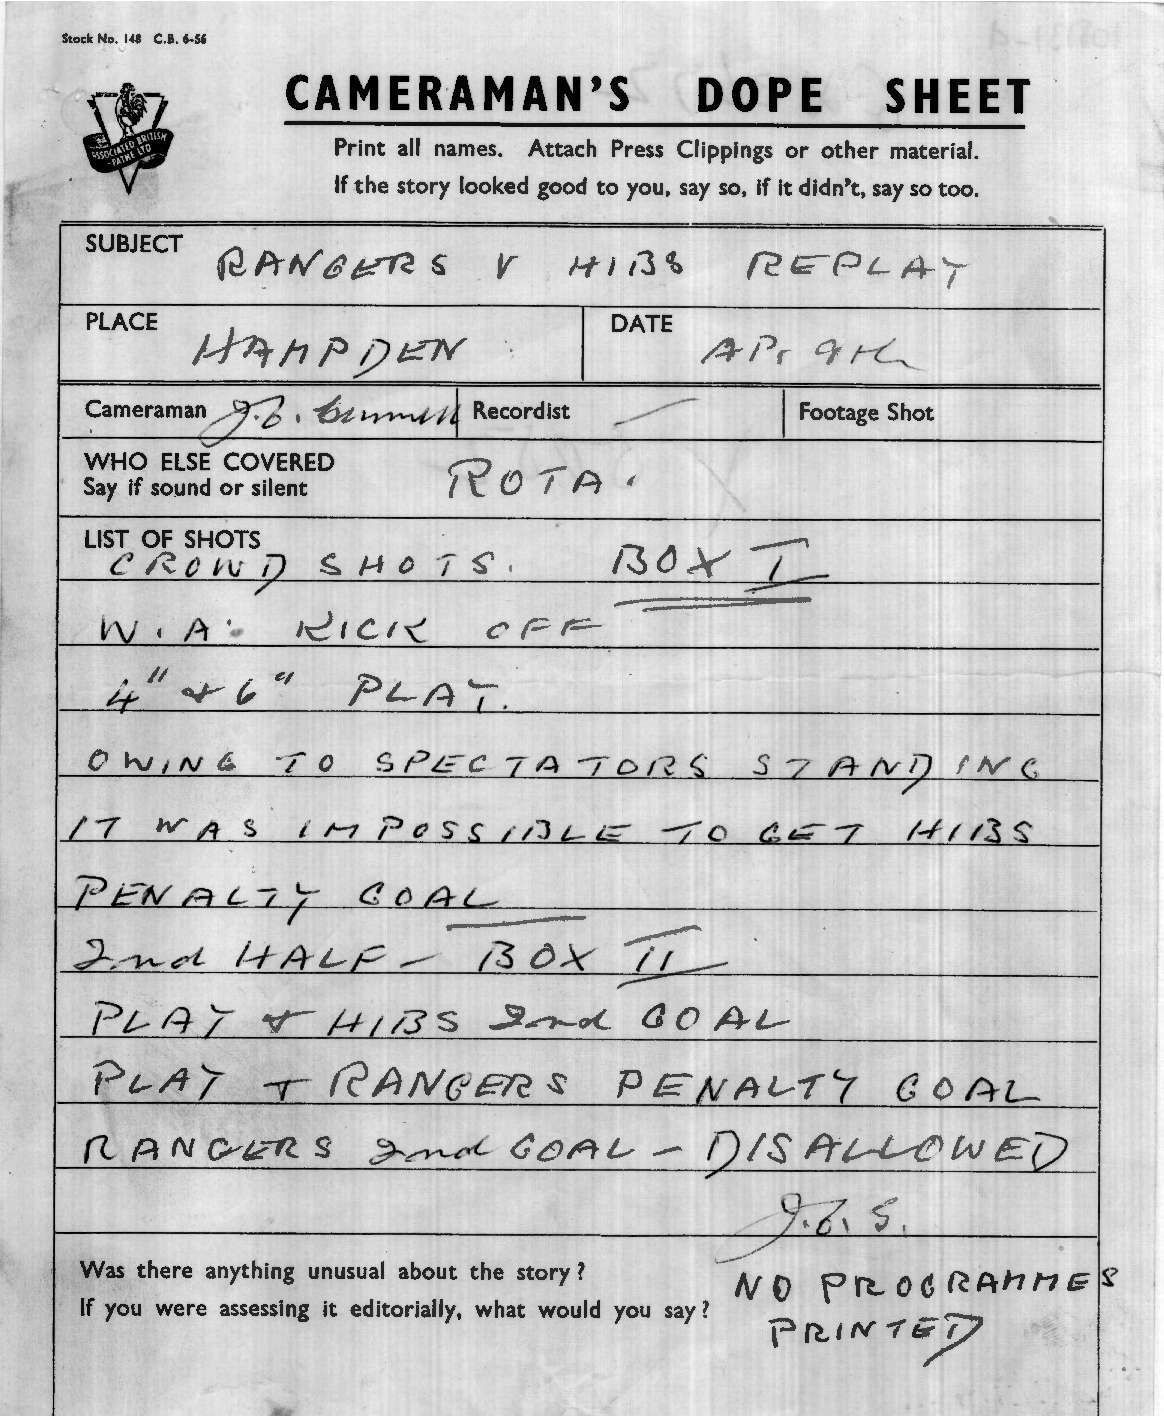 Stock No. 148 C.B. 6-56
CAMERAMAN'S DOPE SHEET
ASSOCIATED BRITISH
PATHE LTD
Print all names. Attach Press Clippings or other material.
If the story looked good to you, say so, if it didn't, say so too.
SUBJECT RANGERS V HIBS REPLAY
PLACE HAMPDEN DATE AP. 9th
Cameraman J.C. Recordist — Footage Shot
WHO ELSE COVERED
Say if sound or silent ROTA.
LIST OF SHOTS
CROWD SHOTS. BOX I
W.A. KICK OFF
4" & 6" PLAY.
OWING TO SPECTATORS STANDING
IT WAS IMPOSSIBLE TO GET HIBS
PENALTY GOAL
2nd HALF - BOX II
PLAY & HIBS 2nd GOAL
PLAY + RANGERS PENALTY GOAL
RANGERS 2nd GOAL - DISALLOWED
Was there anything unusual about the story?
If you were assessing it editorially, what would you say?
NO PROGRAMMES
PRINTED